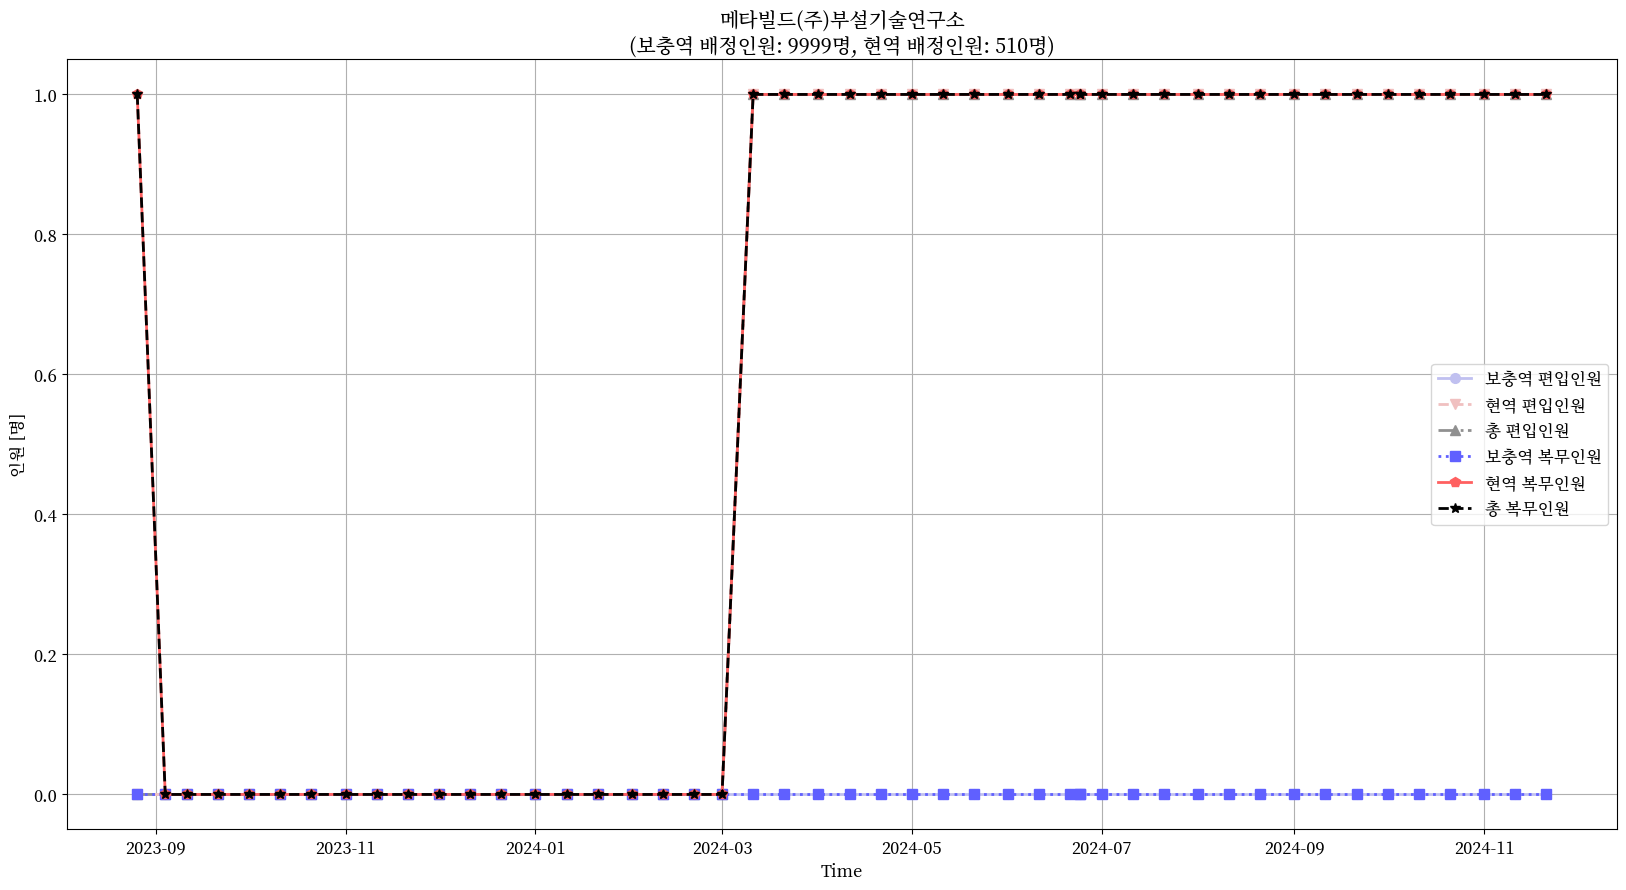 메타빌드(주)부설기술연구소
(보충역 배정인원: 9999명, 현역 배정인원: 510명)
인원 [명]
1.0
0.8
0.6
0.4
0.2
0.0
보충역 편입인원
현역 편입인원
총 편입인원
보충역 복무인원
현역 복무인원
총 복무인원
2023-09 2023-11 2024-01 2024-03 2024-05 2024-07 2024-09 2024-11
Time